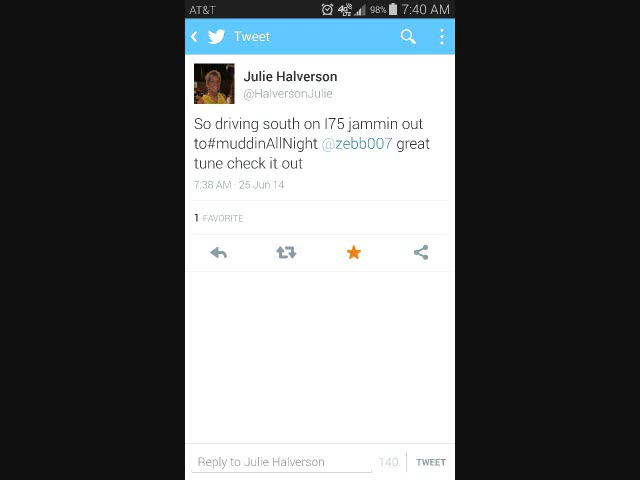 AT&T 4G LTE 98% 7:40 AM
Tweet
Julie Halverson
@HalversonJulie
So driving south on I75 jammin out
to#muddinAllNight @zebb007 great
tune check it out
7:38 AM · 25 Jun 14
1 FAVORITE
Reply to Julie Halverson 140 TWEET